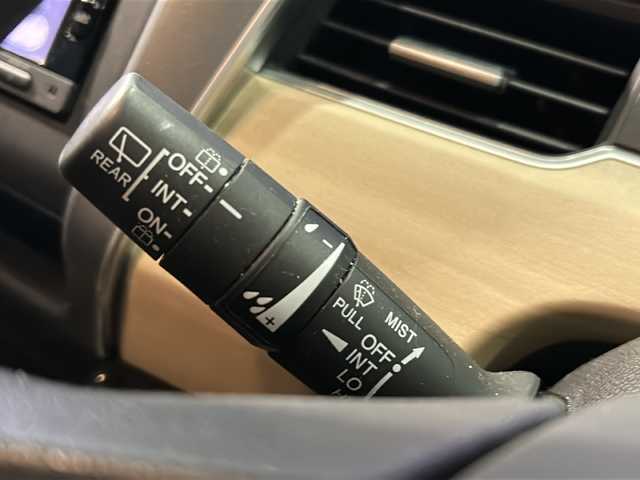 REAR
OFF-
INT-
ON-
-
+
PULL
MIST
OFF
INT
LO